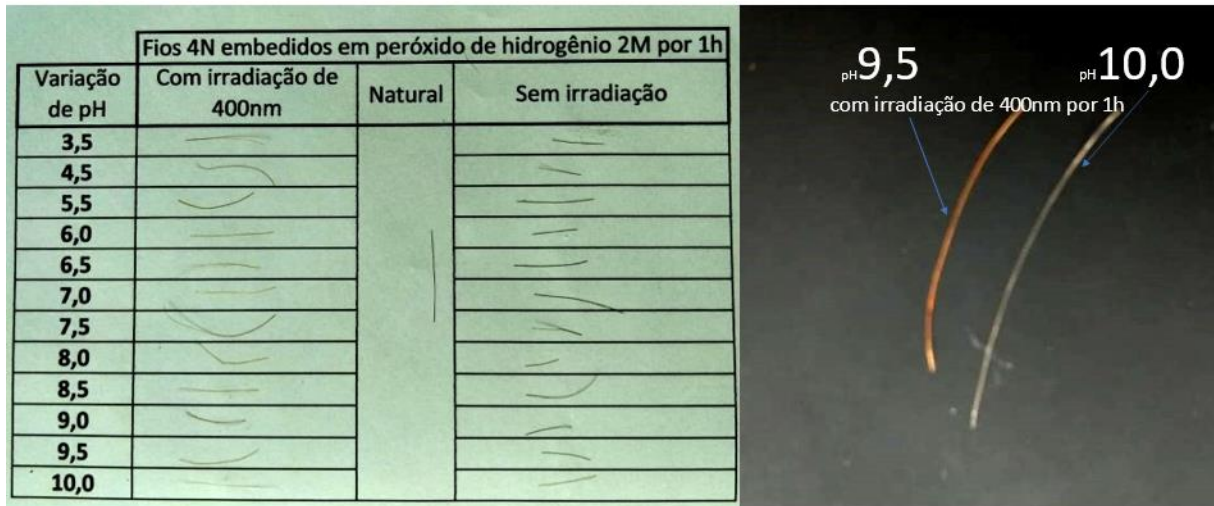 Fios 4N embedidos em peróxido de hidrogênio 2M por 1h
Variação de pH
Com irradiação de 400nm
Natural
Sem irradiação
3,5
4,5
5,5
6,0
6,5
7,0
7,5
8,0
8,5
9,0
9,5
10,0
pH9,5
pH10,0
com irradiação de 400nm por 1h